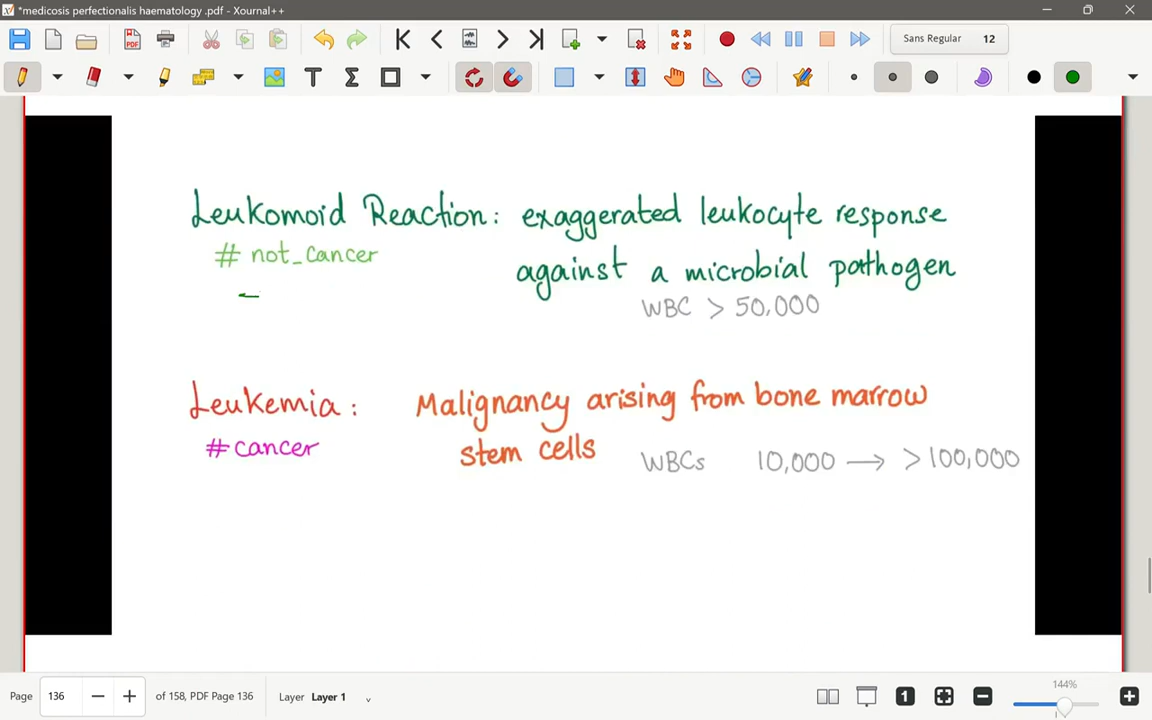 *medicosis perfectionalis haematology .pdf - Xournal++
Sans Regular 12
Leukomoid Reaction: exaggerated leukocyte response
# not_cancer
against a microbial pathogen
WBC > 50,000
Leukemia: Malignancy arising from bone marrow
#cancer
stem cells
WBCs 10,000 → >100,000
Page 136 of 158, PDF Page 136 Layer Layer 1
144%